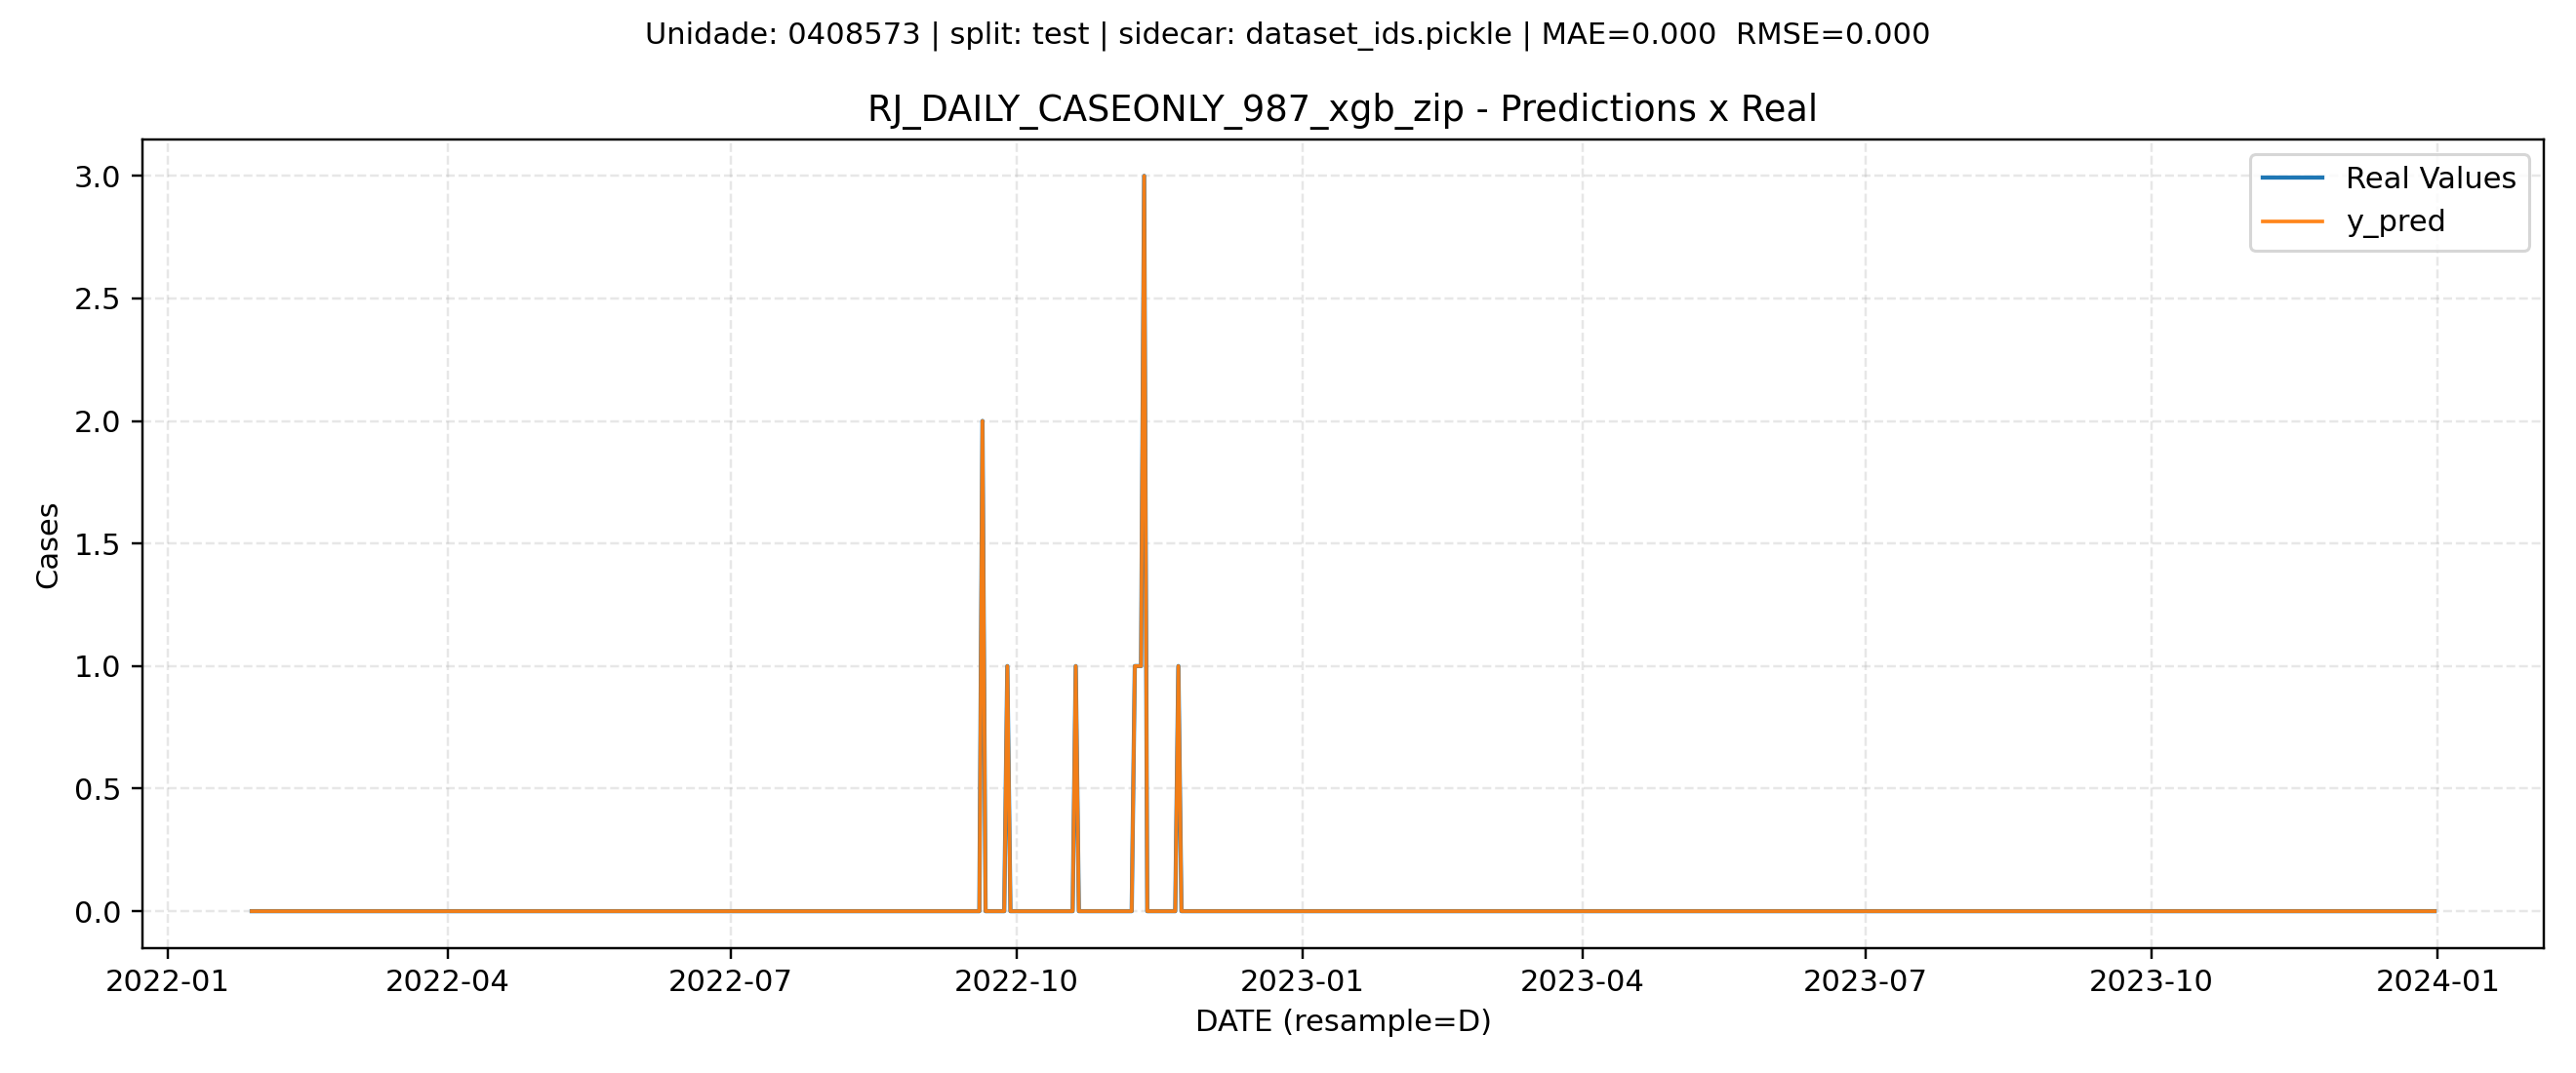 Unidade: 0408573 | split: test | sidecar: dataset_ids.pickle | MAE=0.000  RMSE=0.000
RJ_DAILY_CASEONLY_987_xgb_zip - Predictions x Real
Real Values
y_pred
Cases
3.0
2.5
2.0
1.5
1.0
0.5
0.0
2022-01
2022-04
2022-07
2022-10
2023-01
2023-04
2023-07
2023-10
2024-01
DATE (resample=D)